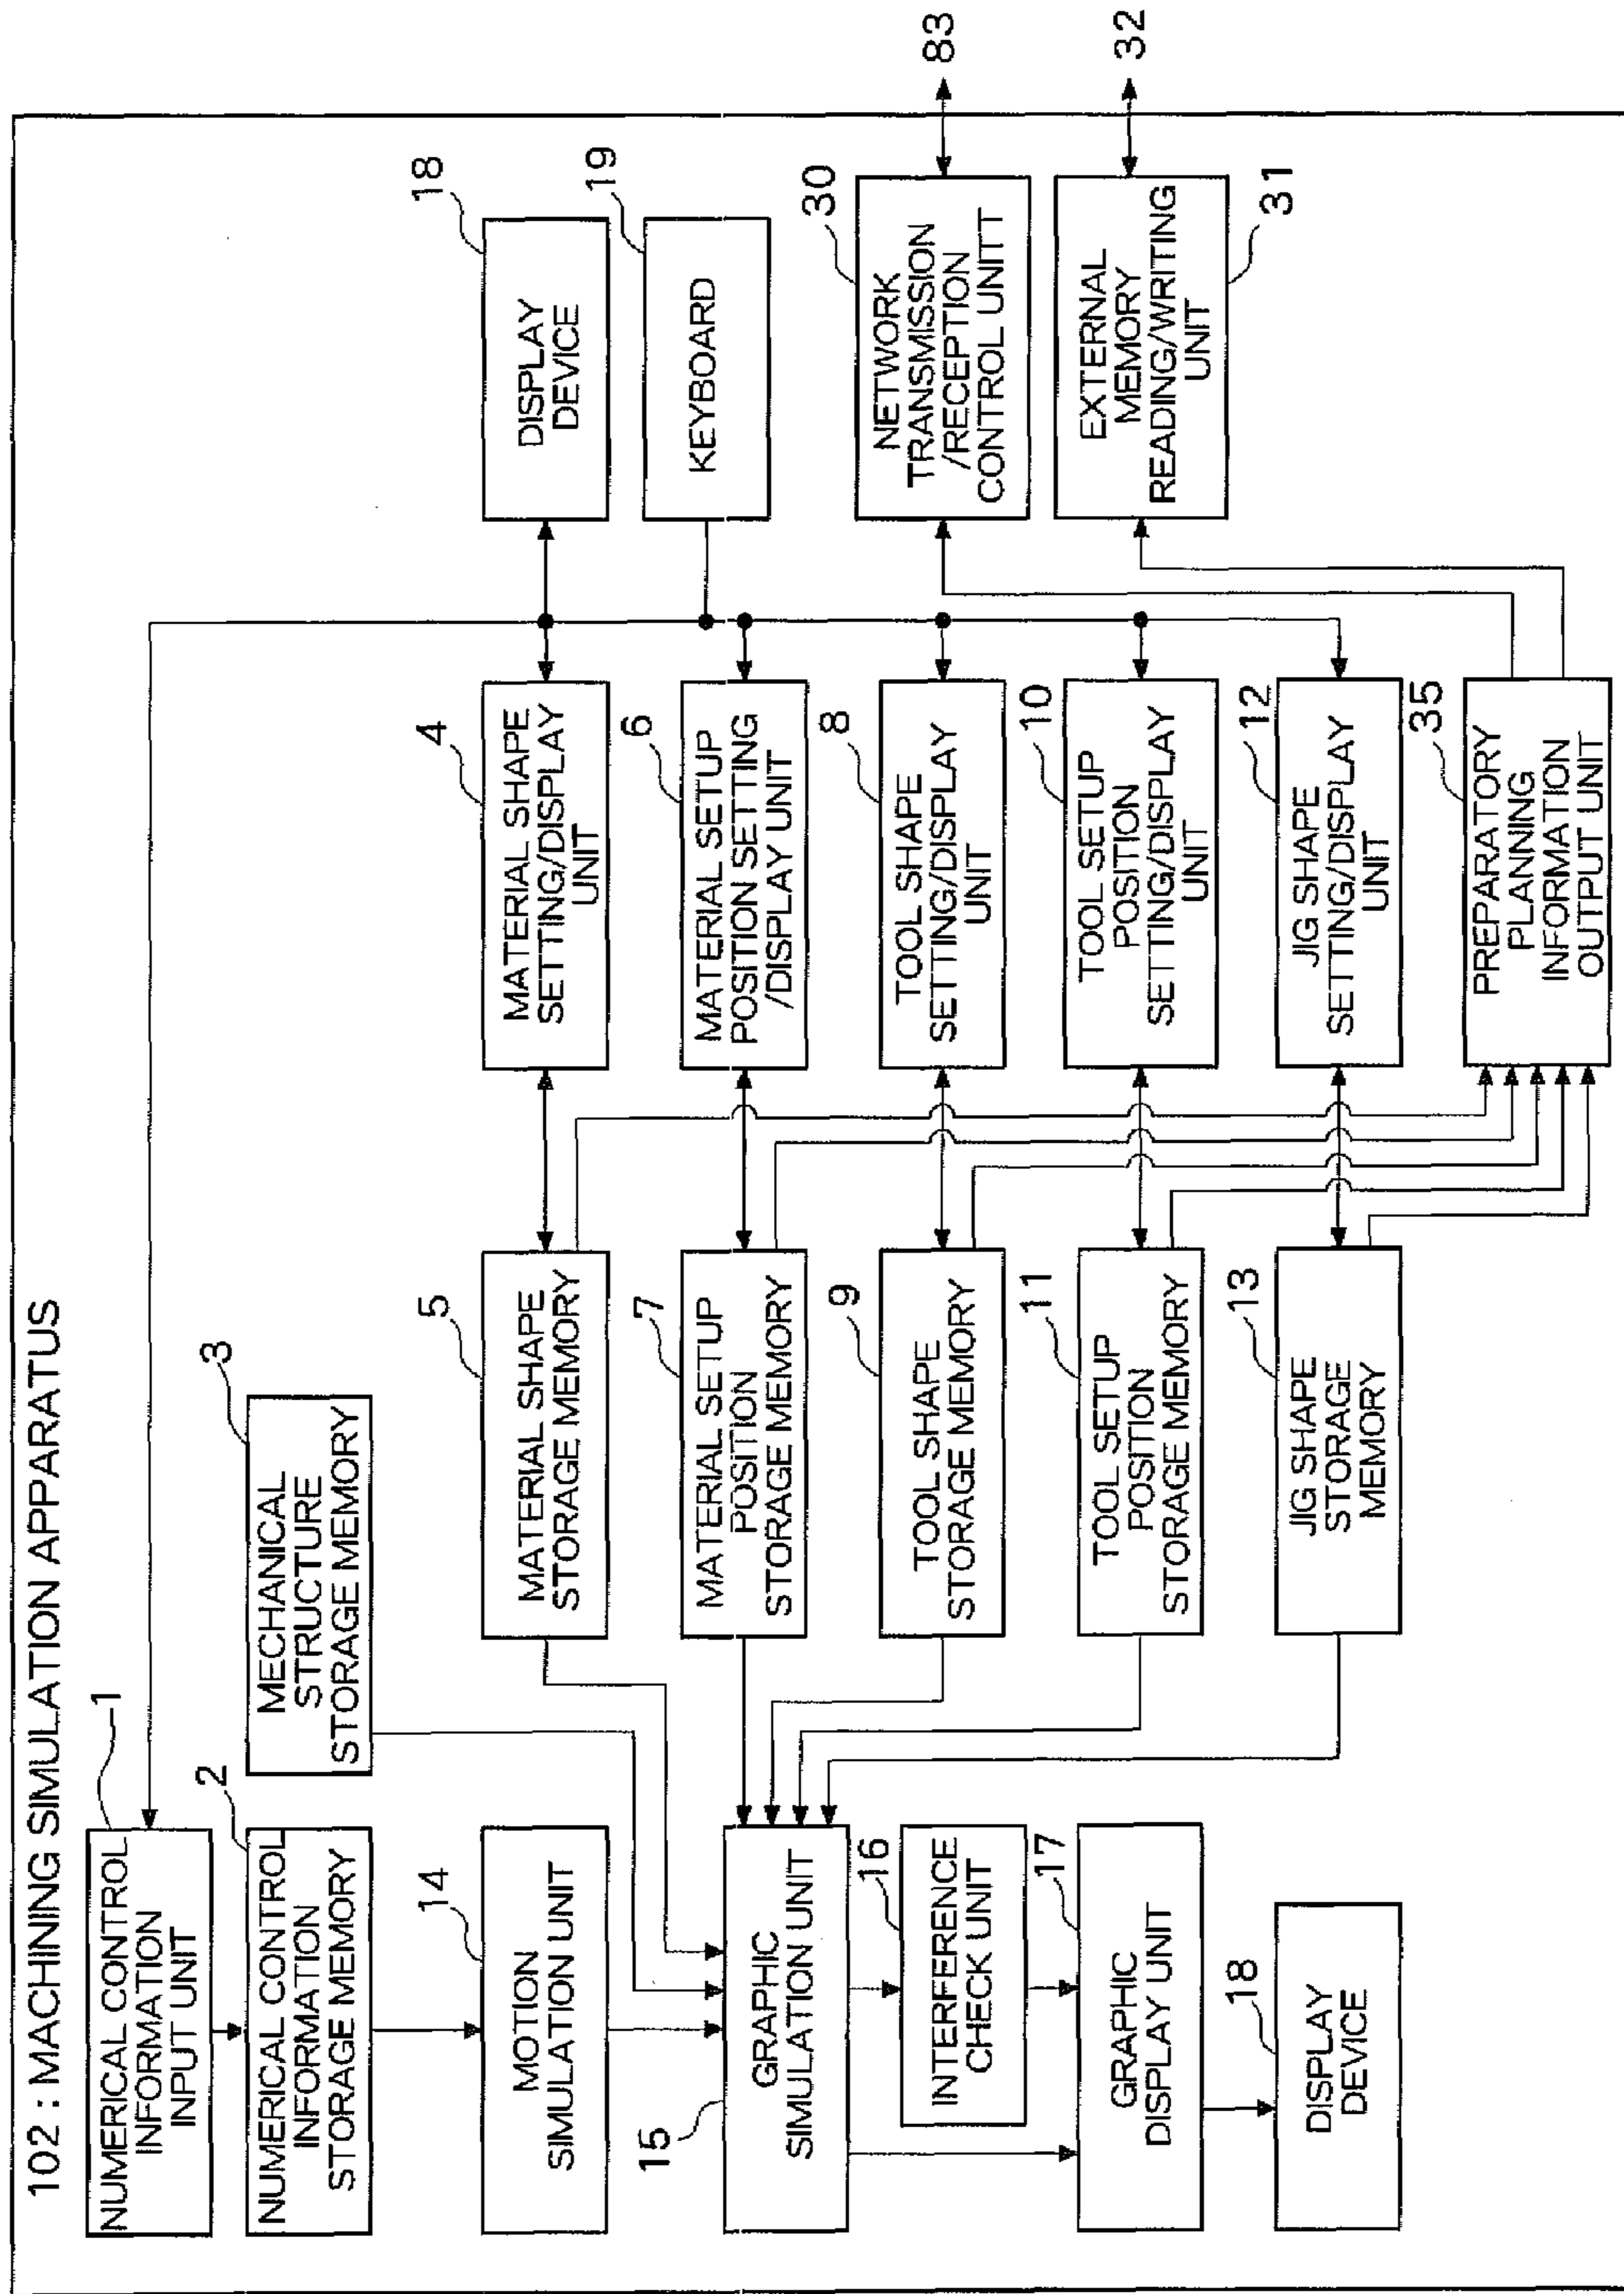 102 : MACHINING SIMULATION APPARATUS
1
NUMERICAL CONTROL
INFORMATION
INPUT UNIT
2
NUMERICAL CONTROL
INFORMATION
STORAGE MEMORY
3
MECHANICAL
STRUCTURE
STORAGE MEMORY
14
MOTION
SIMULATION UNIT
15
GRAPHIC
SIMULATION UNIT
16
INTERFERENCE
CHECK UNIT
17
GRAPHIC
DISPLAY UNIT
18
DISPLAY
DEVICE
5
MATERIAL SHAPE
STORAGE MEMORY
7
MATERIAL SETUP
POSITION
STORAGE MEMORY
9
TOOL SHAPE
STORAGE MEMORY
11
TOOL SETUP
POSITION
STORAGE MEMORY
13
JIG SHAPE
STORAGE
MEMORY
4
MATERIAL SHAPE
SETTING/DISPLAY
UNIT
6
MATERIAL SETUP
POSITION SETTING
/DISPLAY UNIT
8
TOOL SHAPE
SETTING/DISPLAY
UNIT
10
TOOL SETUP
POSITION
SETTING/DISPLAY
UNIT
12
JIG SHAPE
SETTING/DISPLAY
UNIT
35
PREPARATORY
PLANNING
INFORMATION
OUTPUT UNIT
18
DISPLAY
DEVICE
19
KEYBOARD
30
NETWORK
TRANSMISSION
/RECEPTION
CONTROL UNITT
83
EXTERNAL
MEMORY
READING/WRITING
UNIT
31
32